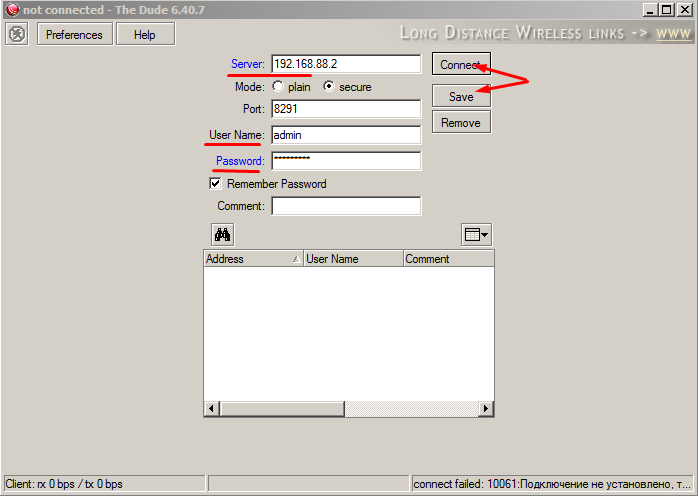 not connected - The Dude 6.40.7
Preferences Help Long Distance Wireless links -> www
Server: 192.168.88.2 Connect
Mode: plain secure
Save
Port: 8291
Remove
User Name: admin
Password: *********
Remember Password
Comment:
Address User Name Comment
Client: rx 0 bps / tx 0 bps connect failed: 10061:Подключение не установлено, т...